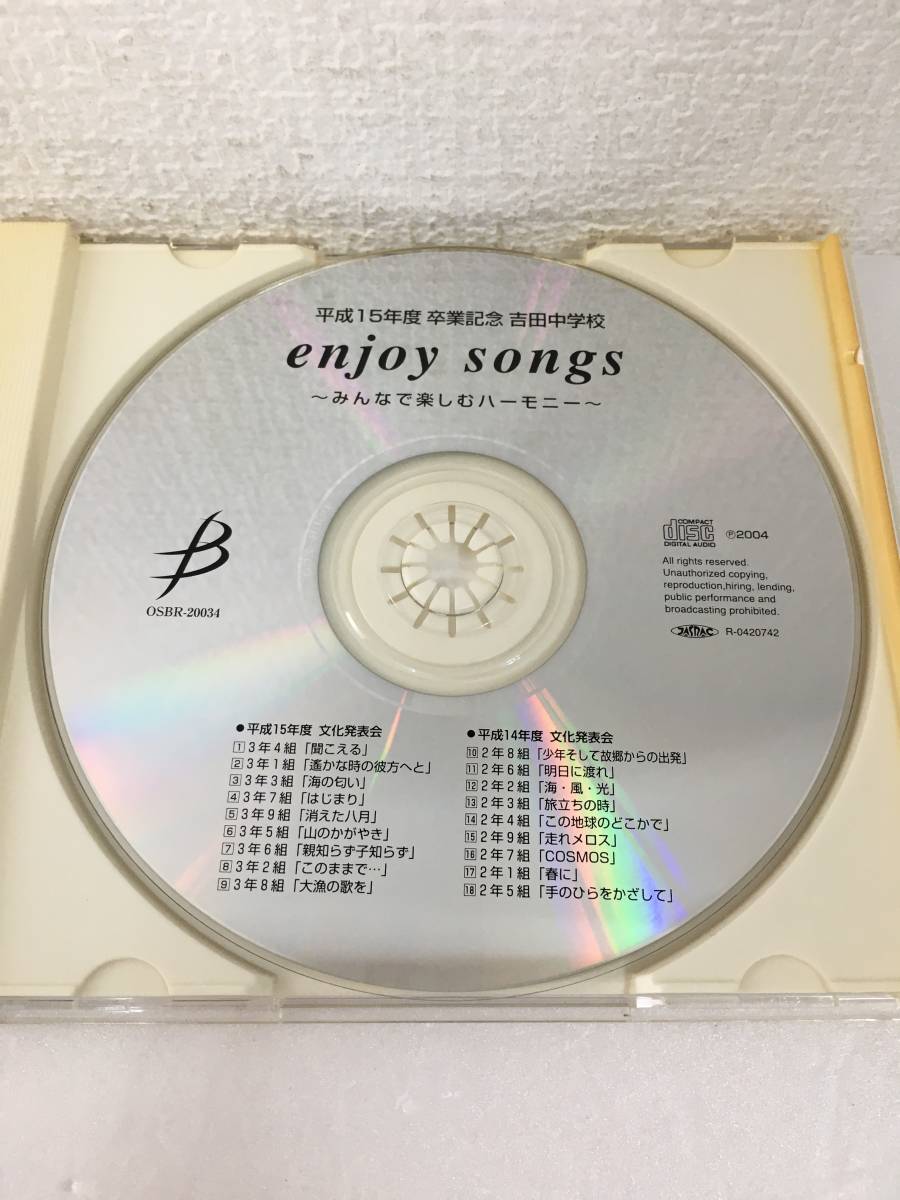 平成15年度 卒業記念 吉田中学校
enjoy songs
～みんなで楽しむハーモニー～
OSBR-20034
COMPACT
disc
DIGITAL AUDIO
Ⓟ2004
All rights reserved.
Unauthorized copying,
reproduction,hiring, lending,
public performance and
broadcasting prohibited.
JASRAC R-0420742
●平成15年度 文化発表会
1 3年4組「聞こえる」
2 3年1組「遙かな時の彼方へと」
3 3年3組「海の匂い」
4 3年7組「はじまり」
5 3年9組「消えた八月」
6 3年5組「山のかがやき」
7 3年6組「親知らず子知らず」
8 3年2組「このままで…」
9 3年8組「大漁の歌を」
●平成14年度 文化発表会
10 2年8組「少年そして故郷からの出発」
11 2年6組「明日に渡れ」
12 2年2組「海・風・光」
13 2年3組「旅立ちの時」
14 2年4組「この地球のどこかで」
15 2年9組「走れメロス」
16 2年7組「COSMOS」
17 2年1組「春に」
18 2年5組「手のひらをかざして」